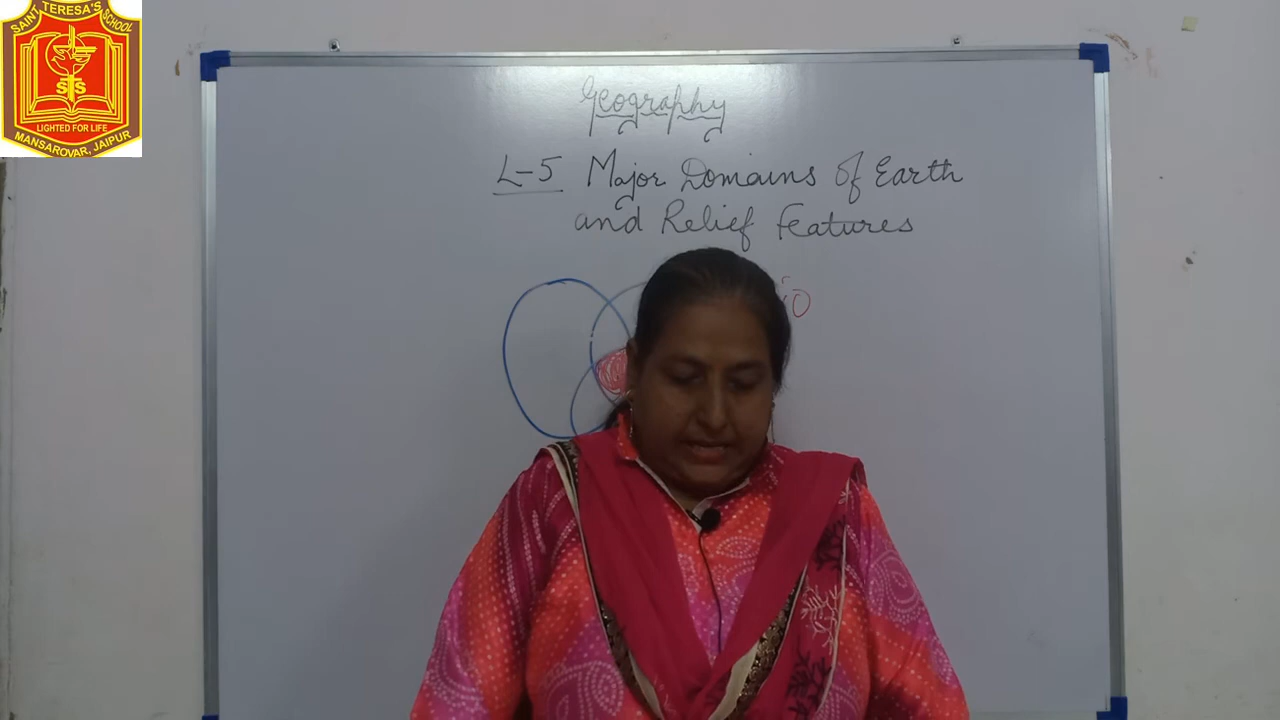 SAINT TERESA'S SCHOOL
STS
LIGHTED FOR LIFE
MANSAROVAR, JAIPUR
Geography
L-5 Major Domains of Earth
and Relief Features